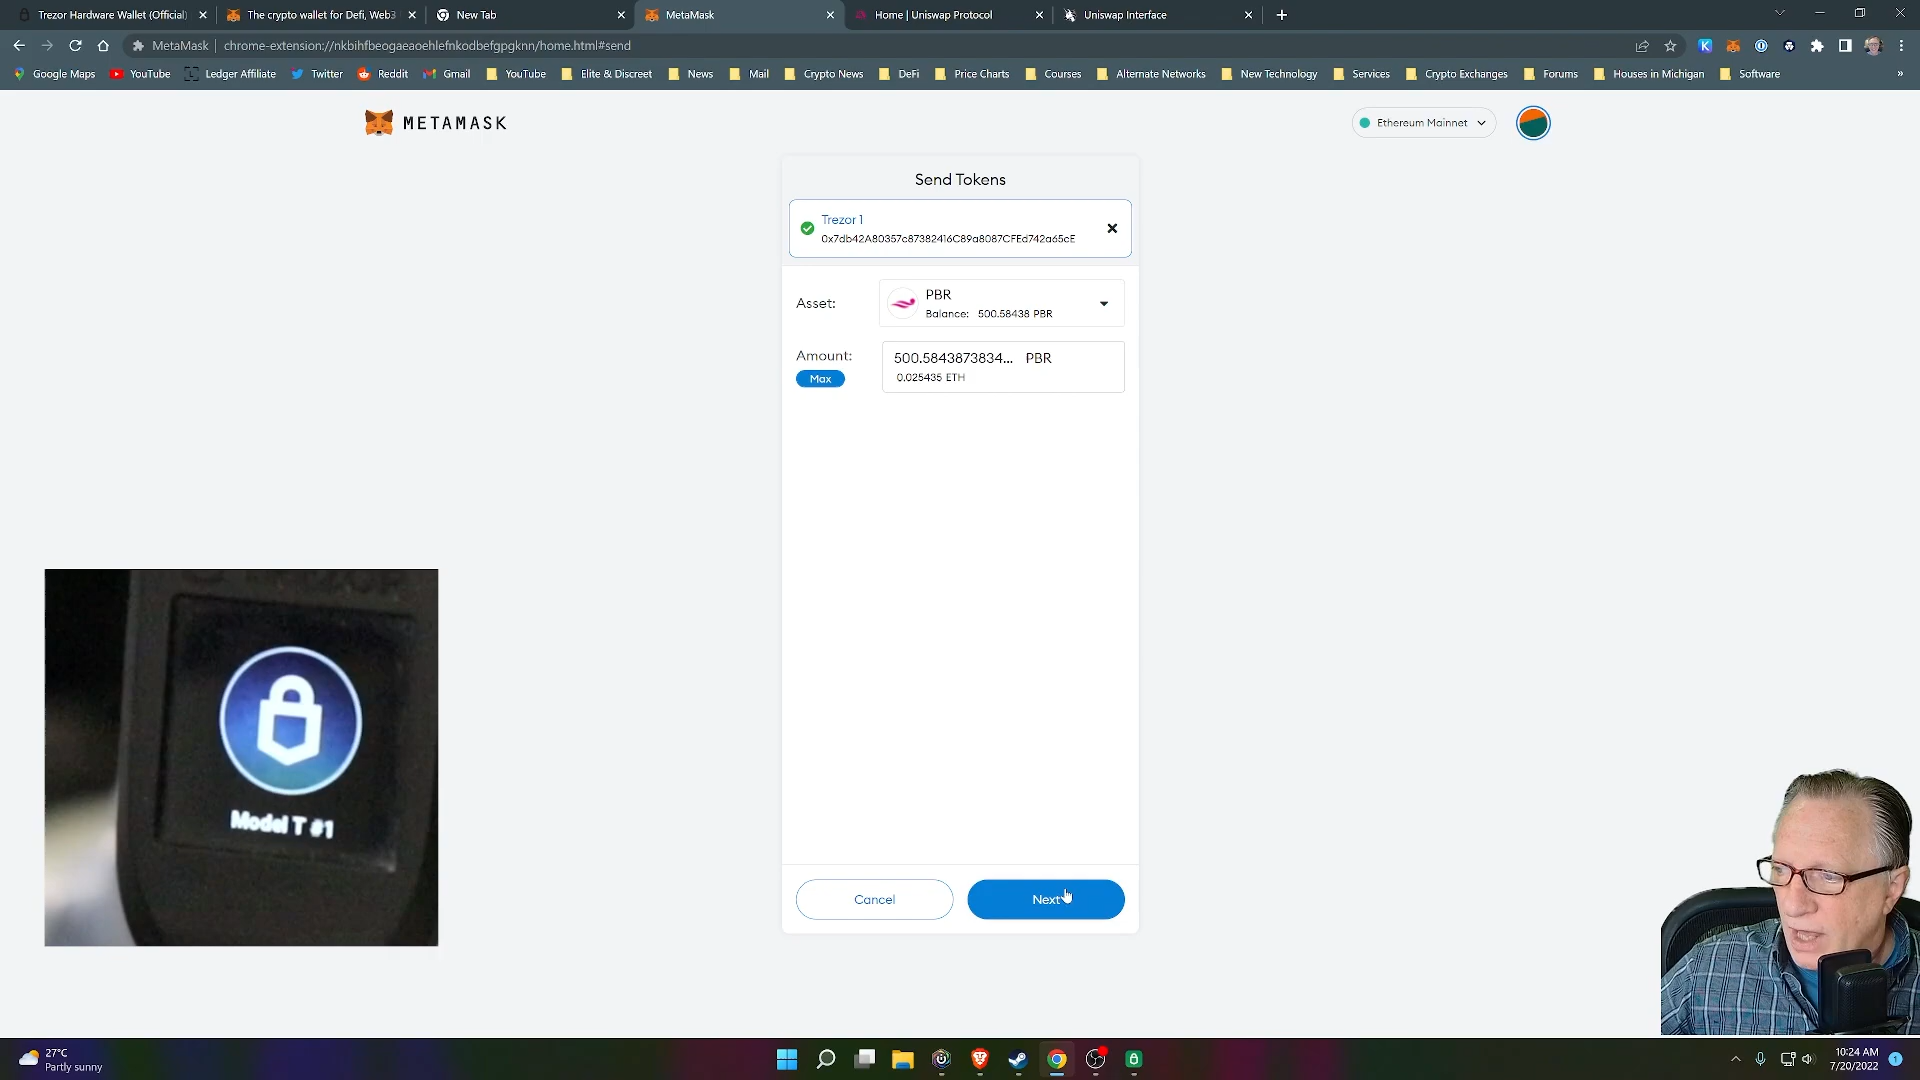 Trezor Hardware Wallet (Official)
The crypto wallet for Defi, Web3
New Tab
MetaMask
Home | Uniswap Protocol
Uniswap Interface
MetaMask
chrome-extension://nkbihfbeogaeaoehlefnkodbefgpgknn/home.html#send
Google Maps
YouTube
Ledger Affiliate
Twitter
Reddit
Gmail
YouTube
Elite & Discreet
News
Mail
Crypto News
DeFi
Price Charts
Courses
Alternate Networks
New Technology
Services
Crypto Exchanges
Forums
Houses in Michigan
Software
»
METAMASK
Ethereum Mainnet
Send Tokens
Trezor 1
0x7db42A80357c87382416C89a8087CFEd742a65cE
Asset:
PBR
Balance: 500.58438 PBR
Amount:
500.5843873834... PBR
Max
0.025435 ETH
Model T #1
Cancel
Next
27°C
Partly sunny
10:24 AM
7/20/2022
1